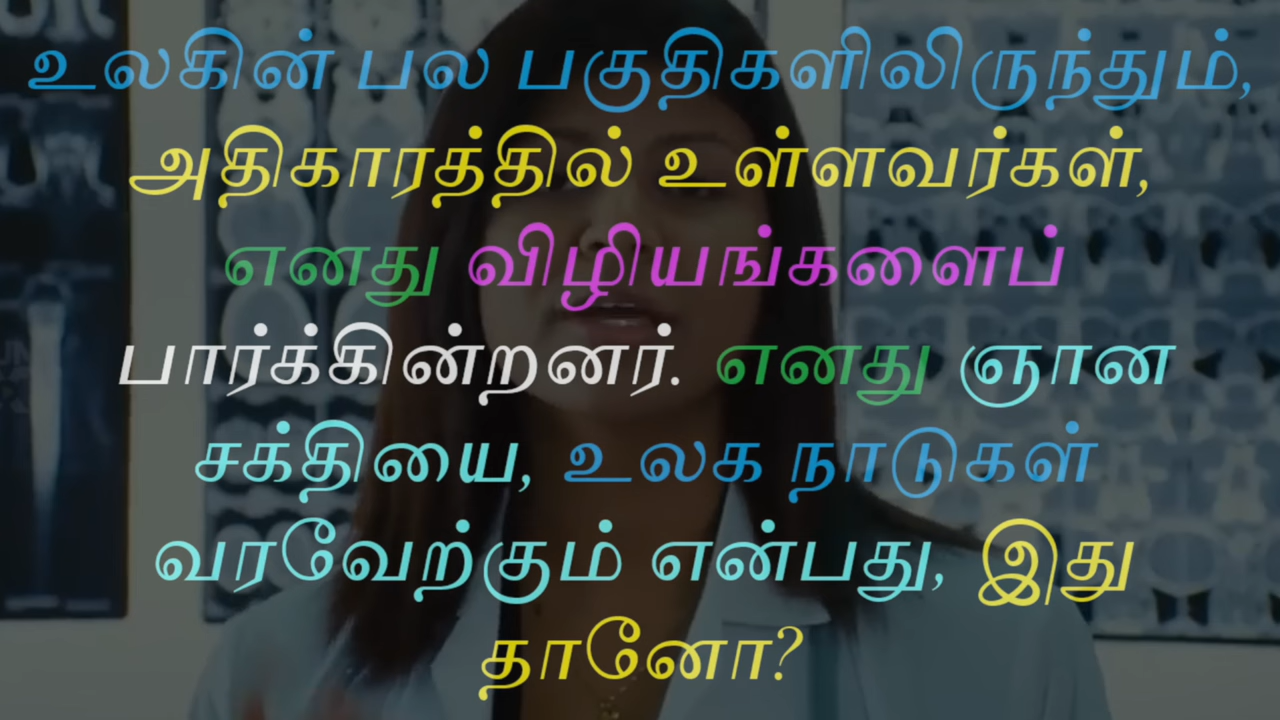 உலகின் பல பகுதிகளிலிருந்தும்,
அதிகாரத்தில் உள்ளவர்கள்,
எனது விழியங்களைப்
பார்க்கின்றனர். எனது ஞான
சக்தியை, உலக நாடுகள்
வரவேற்கும் என்பது, இது
தானோ?